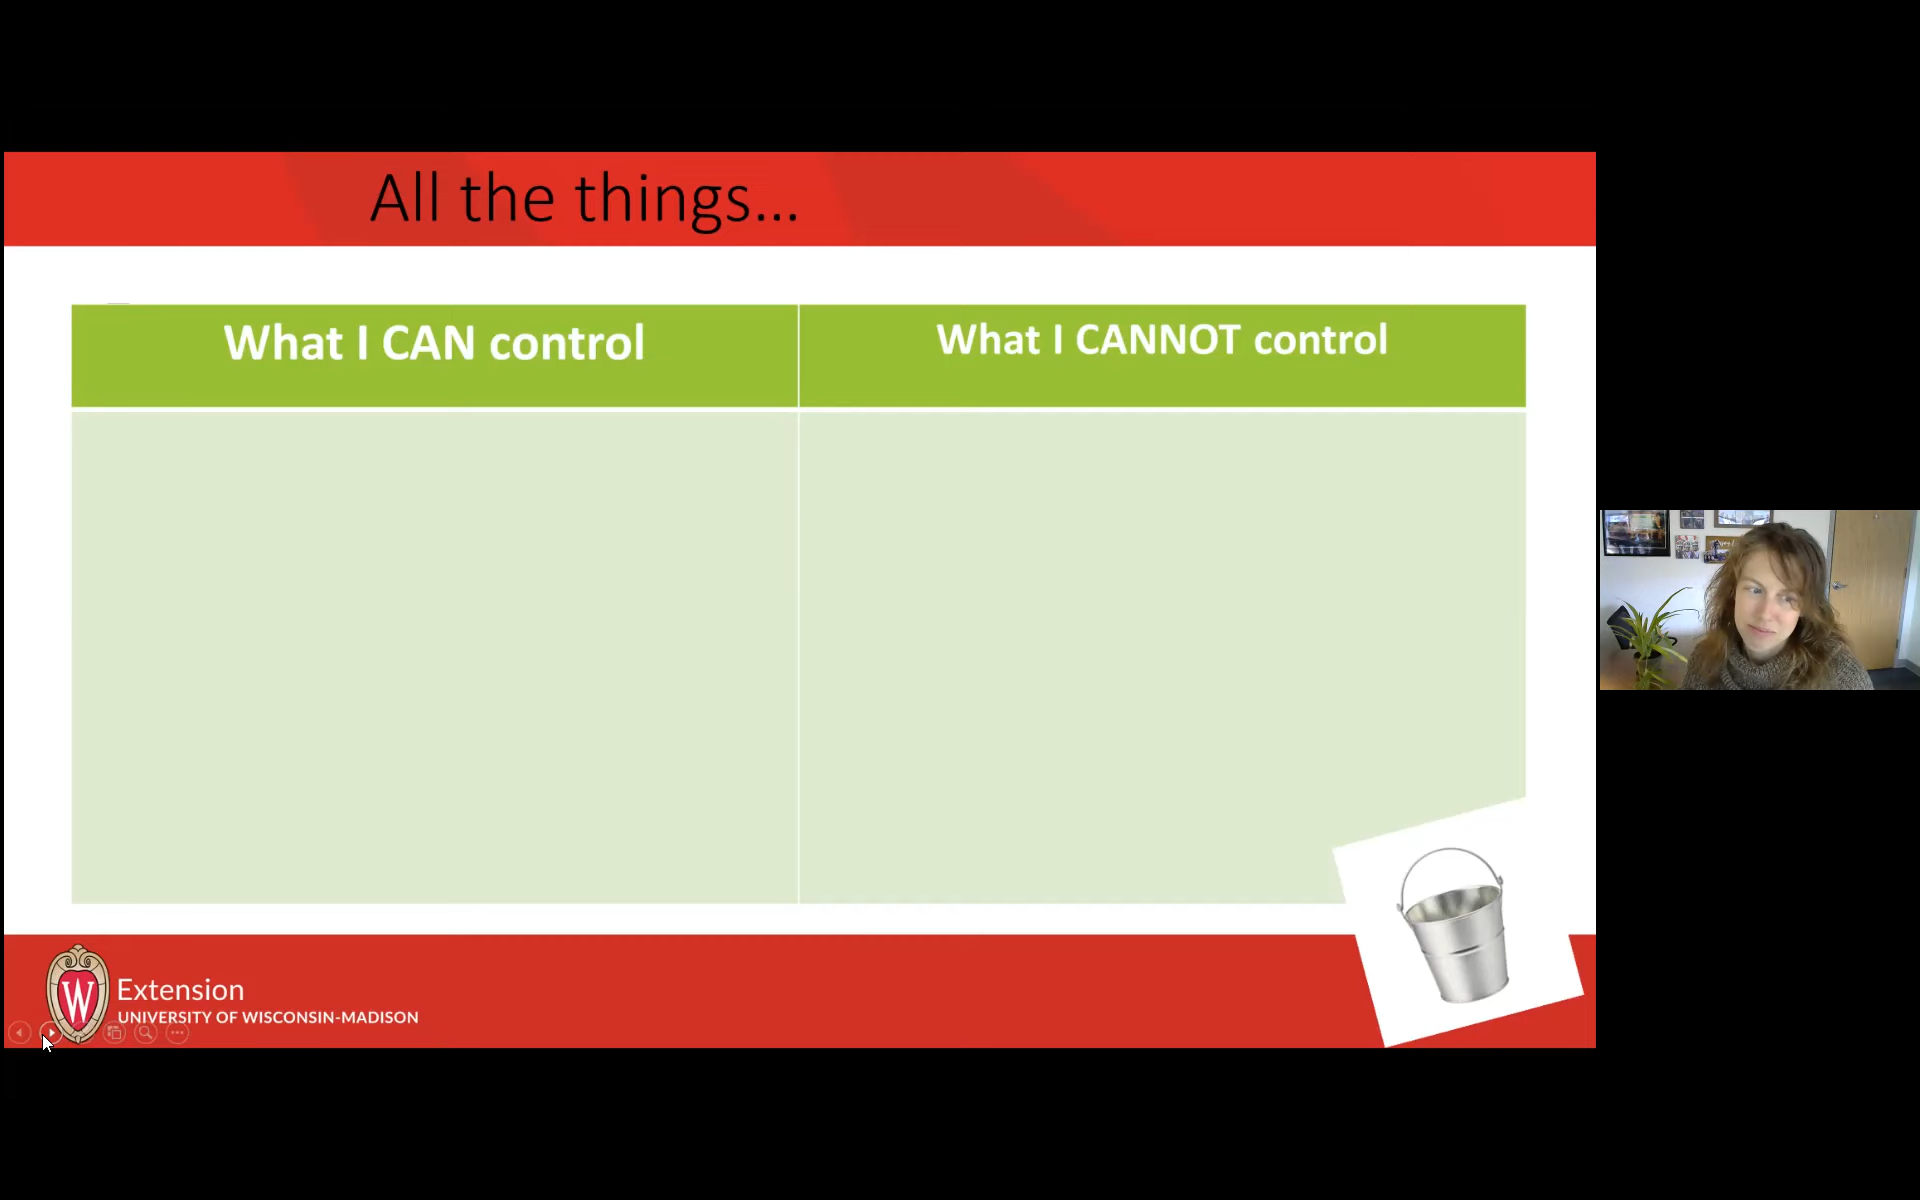 All the things...
What I CAN control
What I CANNOT control
W
Extension
UNIVERSITY OF WISCONSIN-MADISON